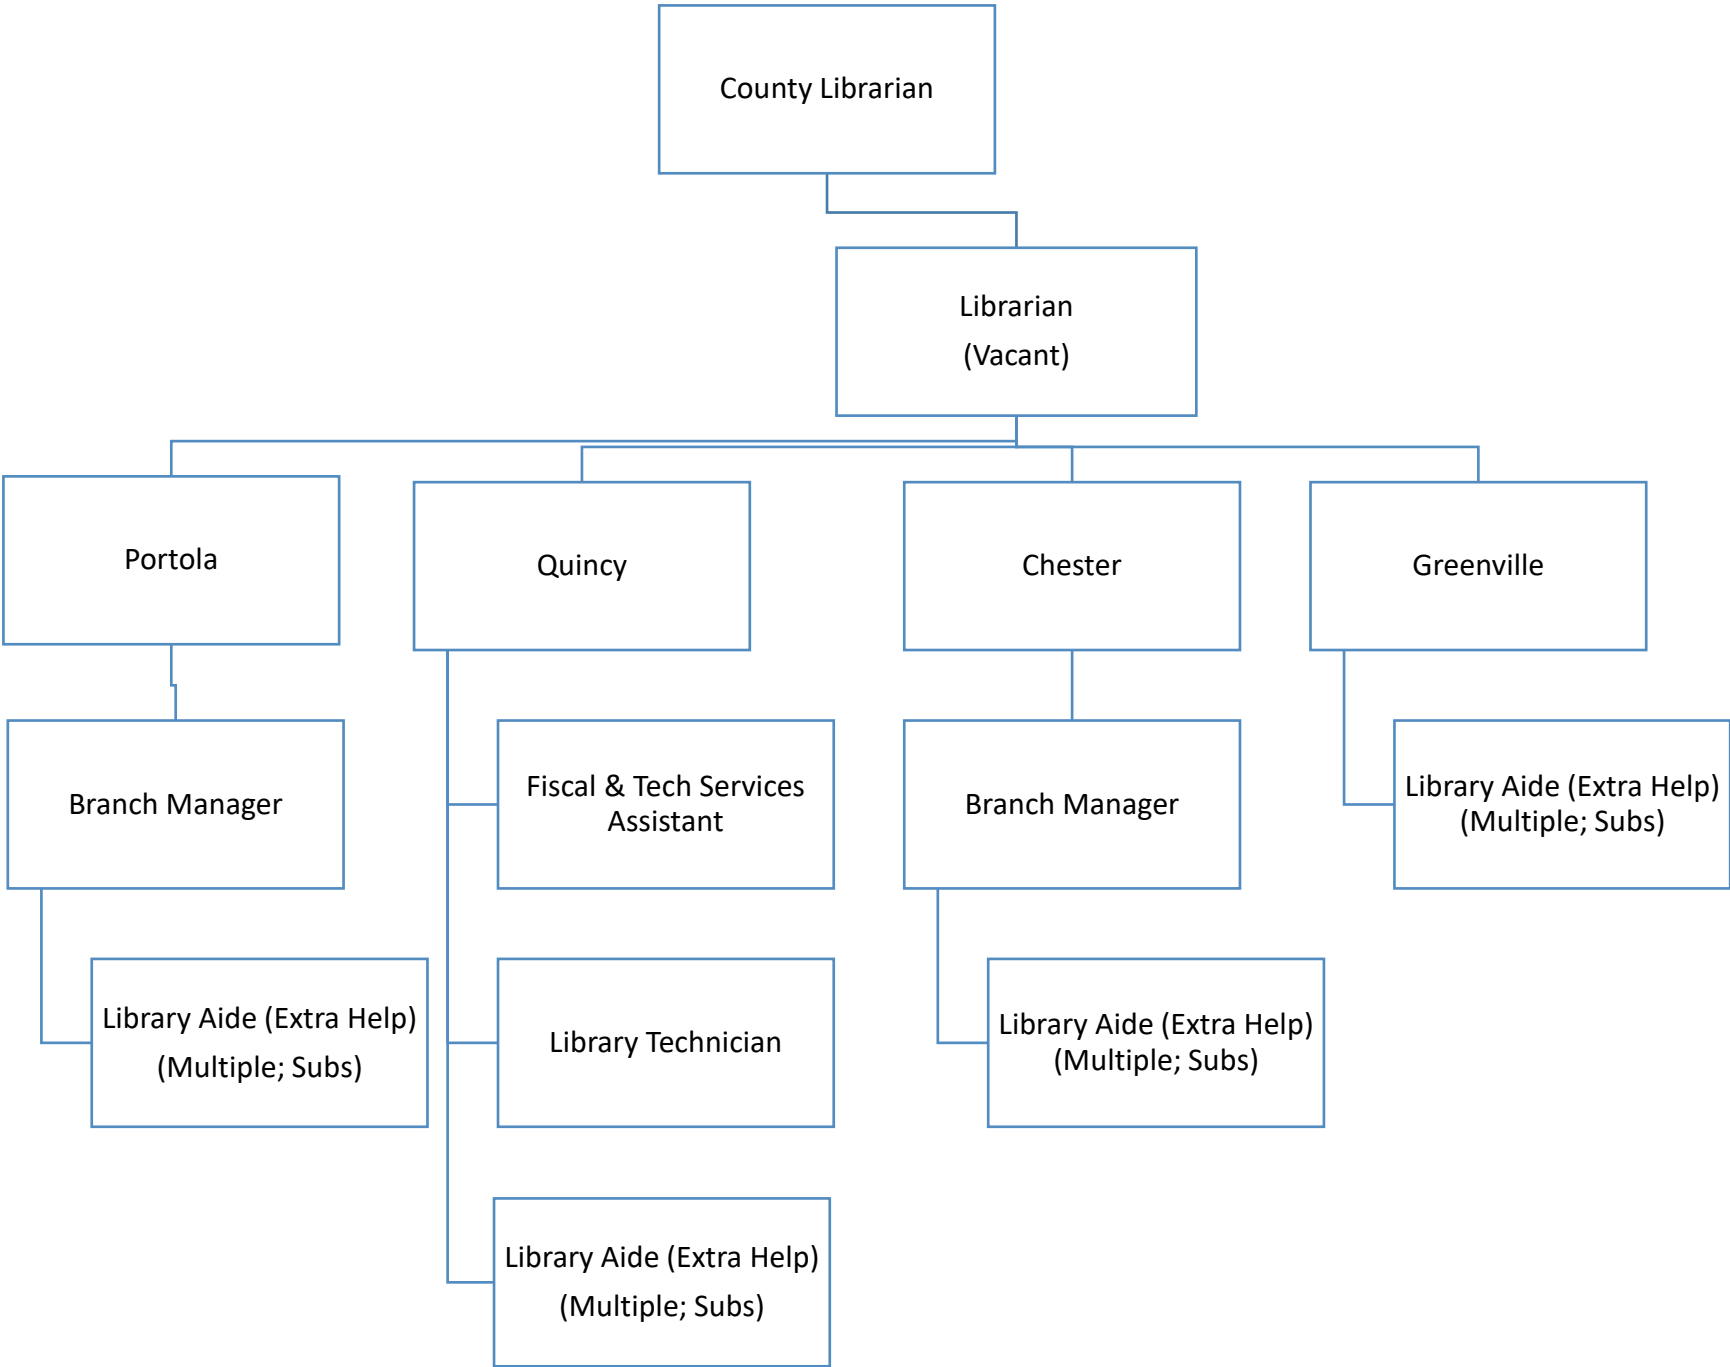 County Librarian
Librarian
(Vacant)
Portola
Quincy
Chester
Greenville
Branch Manager
Fiscal & Tech Services
Assistant
Branch Manager
Library Aide (Extra Help)
(Multiple; Subs)
Library Aide (Extra Help)
(Multiple; Subs)
Library Technician
Library Aide (Extra Help)
(Multiple; Subs)
Library Aide (Extra Help)
(Multiple; Subs)